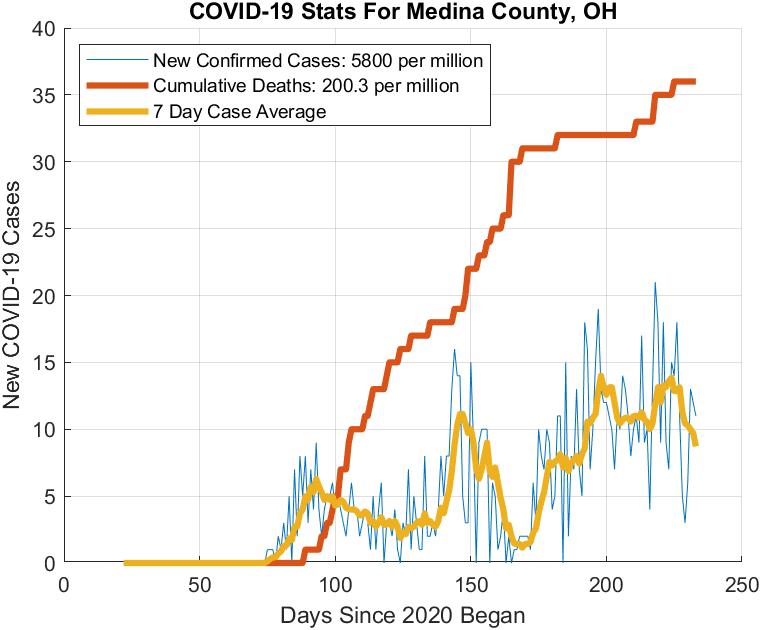 COVID-19 Stats For Medina County, OH
New Confirmed Cases: 5800 per million
Cumulative Deaths: 200.3 per million
7 Day Case Average
New COVID-19 Cases
40
35
30
25
20
15
10
5
0
0 50 100 150 200 250
Days Since 2020 Began